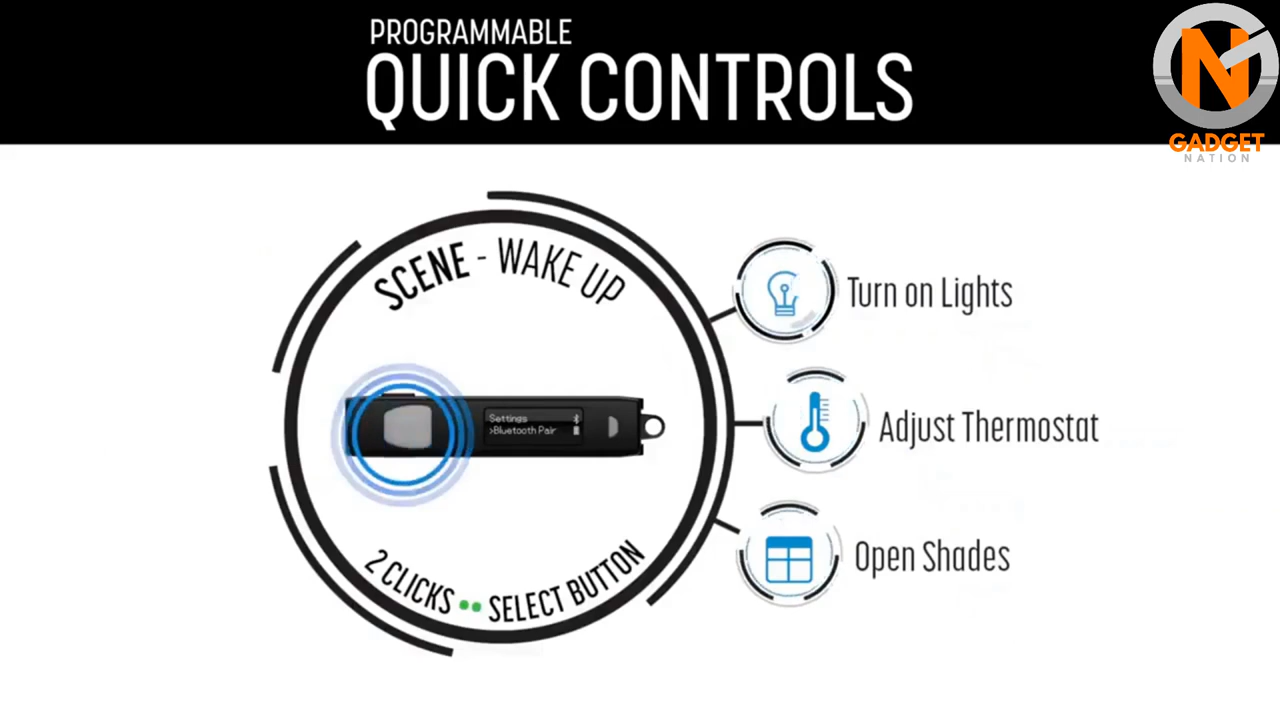 PROGRAMMABLE
QUICK CONTROLS
GADGET
NATION
SCENE - WAKE UP
Turn on Lights
Settings
>Bluetooth Pair
Adjust Thermostat
Open Shades
2 CLICKS •• SELECT BUTTON